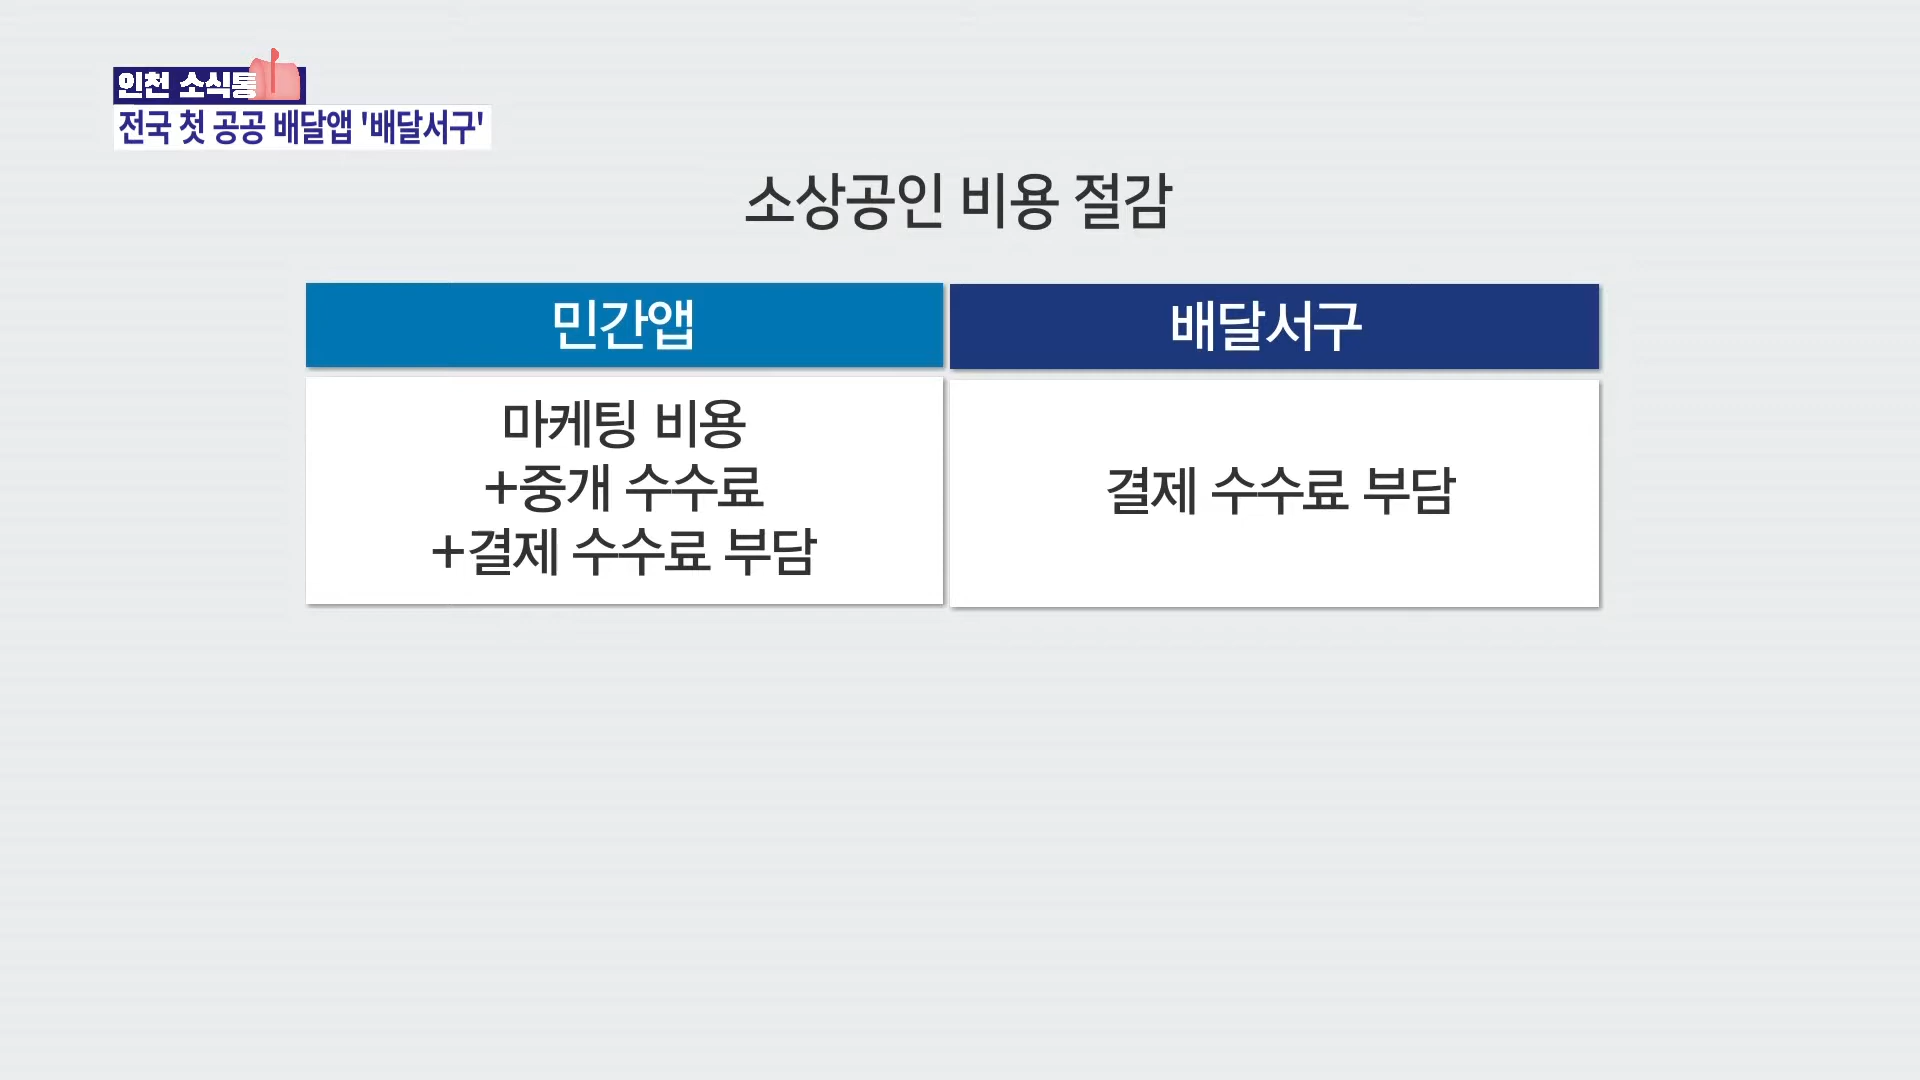 인천 소식통
전국 첫 공공 배달앱 '배달서구'
소상공인 비용 절감
민간앱
배달서구
마케팅 비용
+중개 수수료
+결제 수수료 부담
결제 수수료 부담